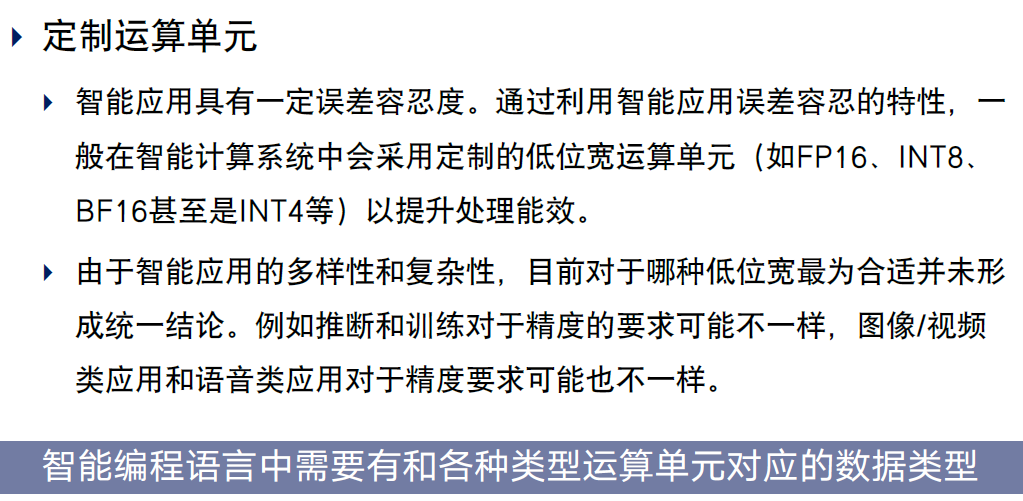 定制运算单元
智能应用具有一定误差容忍度。通过利用智能应用误差容忍的特性，一
般在智能计算系统中会采用定制的低位宽运算单元（如FP16、INT8、
BF16甚至是INT4等）以提升处理能效。
由于智能应用的多样性和复杂性，目前对于哪种低位宽最为合适并未形
成统一结论。例如推断和训练对于精度的要求可能不一样，图像/视频
类应用和语音类应用对于精度要求可能也不一样。
智能编程语言中需要有和各种类型运算单元对应的数据类型